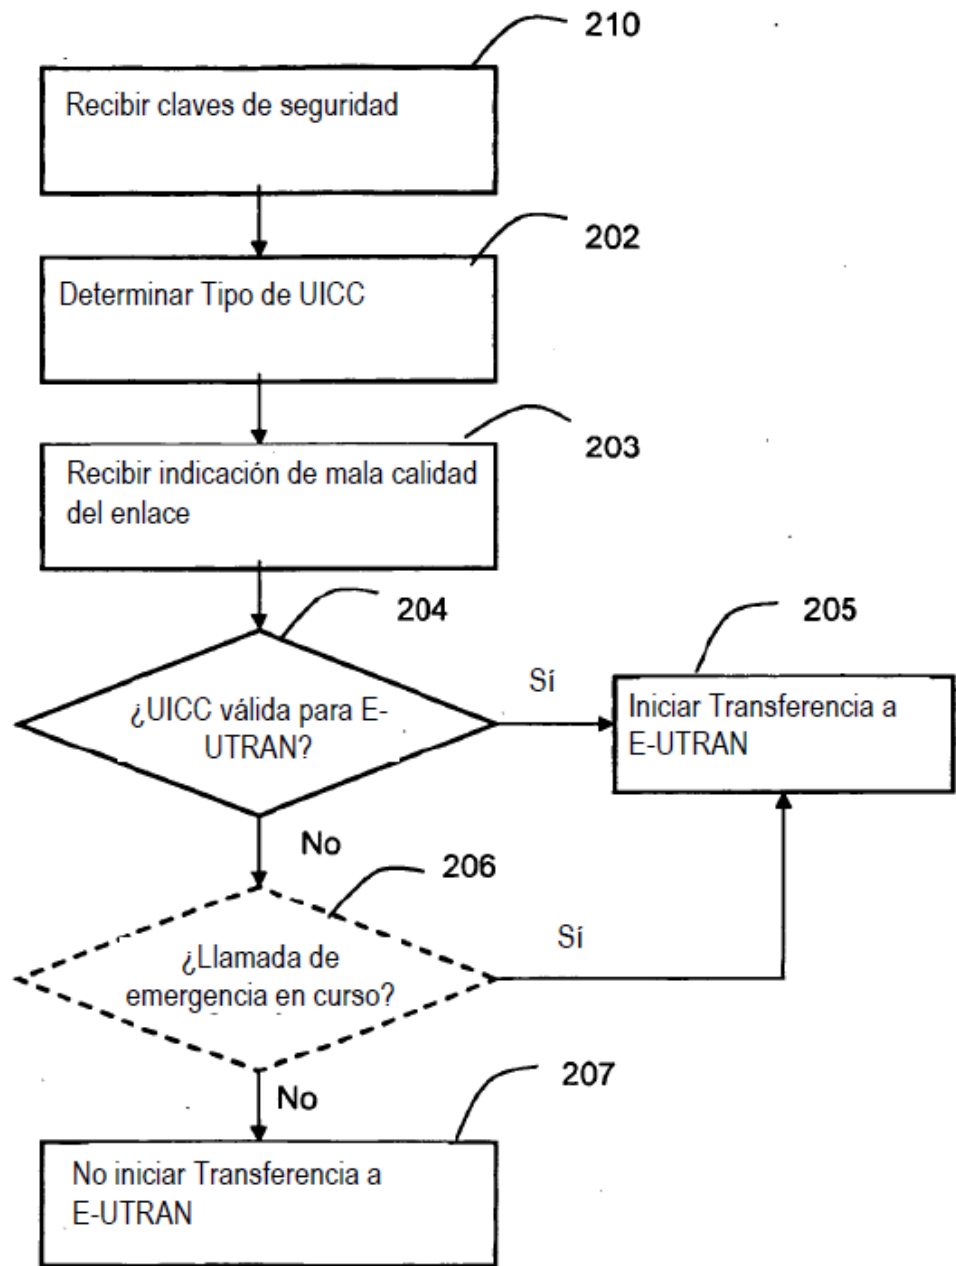 210
Recibir claves de seguridad
202
Determinar Tipo de UICC
203
Recibir indicación de mala calidad
del enlace
204
205
¿UICC válida para E-
UTRAN?
Sí
Iniciar Transferencia a
E-UTRAN
No
206
¿Llamada de
emergencia en curso?
Sí
No
207
No iniciar Transferencia a
E-UTRAN